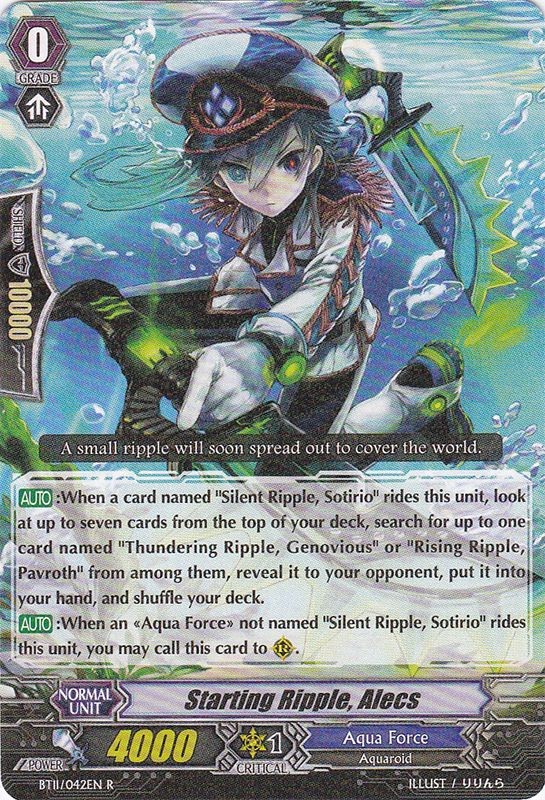 0
GRADE
SHIELD 10000
A small ripple will soon spread out to cover the world.
AUTO :When a card named "Silent Ripple, Sotirio" rides this unit, look
at up to seven cards from the top of your deck, search for up to one
card named "Thundering Ripple, Genovious" or "Rising Ripple,
Pavroth" from among them, reveal it to your opponent, put it into
your hand, and shuffle your deck.
AUTO :When an «Aqua Force» not named "Silent Ripple, Sotirio" rides
this unit, you may call this card to R .
NORMAL
UNIT
Starting Ripple, Alecs
POWER 4000
1
CRITICAL
Aqua Force
Aquaroid
BT11/042EN R
ILLUST / りりんら